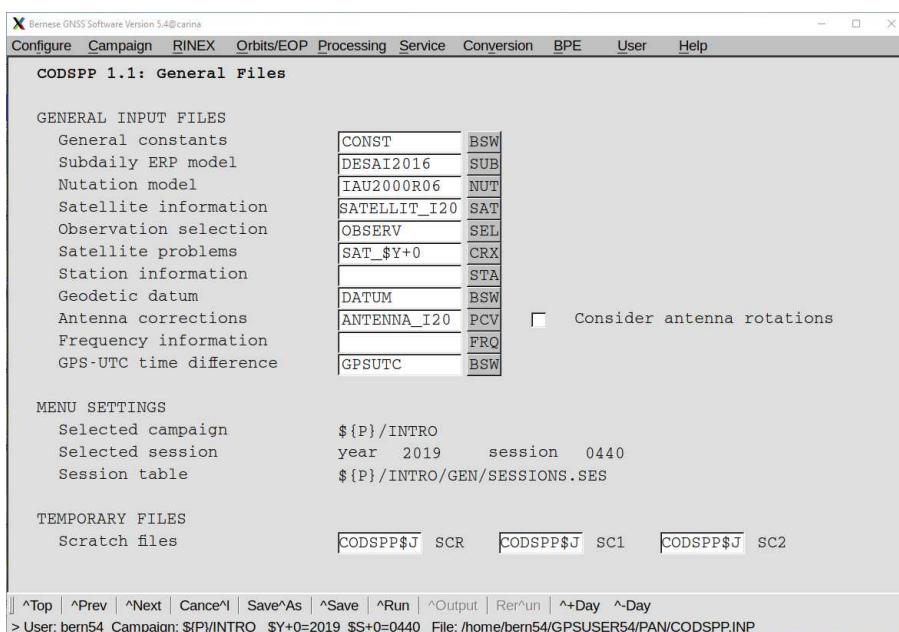 Bernese GNSS Software Version 5.4@carina
Configure Campaign RINEX Orbits/EOP Processing Service Conversion BPE User Help
CODSPP 1.1: General Files
GENERAL INPUT FILES
General constants CONST BSW
Subdaily ERP model DESAI2016 SUB
Nutation model IAU2000R06 NUT
Satellite information SATELLIT_I20 SAT
Observation selection OBSERV SEL
Satellite problems SAT_$Y+0 CRX
Station information STA
Geodetic datum DATUM BSW
Antenna corrections ANTENNA_I20 PCV Consider antenna rotations
Frequency information FRQ
GPS-UTC time difference GPSUTC BSW
MENU SETTINGS
Selected campaign ${P}/INTRO
Selected session year 2019 session 0440
Session table ${P}/INTRO/GEN/SESSIONS.SES
TEMPORARY FILES
Scratch files CODSPP$J SCR CODSPP$J SC1 CODSPP$J SC2
^Top ^Prev ^Next Cance^l Save^As ^Save ^Run ^Output Rer^un ^+Day ^-Day
> User: bern54 Campaign: ${P}/INTRO $Y+0=2019 $S+0=0440 File: /home/bern54/GPSUSER54/PAN/CODSPP.INP